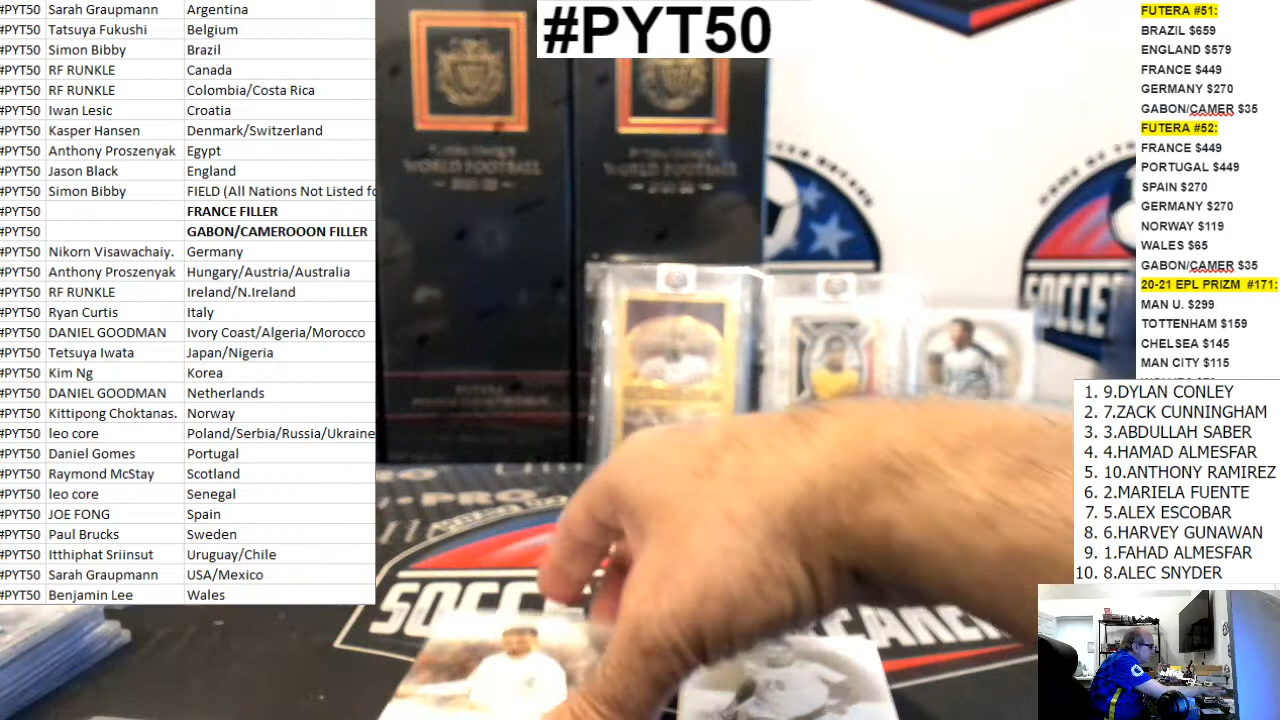 #PYT50 Sarah Graupmann Argentina
#PYT50 Tatsuya Fukushi Belgium
#PYT50 Simon Bibby Brazil
#PYT50 RF RUNKLE Canada
#PYT50 RF RUNKLE Colombia/Costa Rica
#PYT50 Iwan Lesic Croatia
#PYT50 Kasper Hansen Denmark/Switzerland
#PYT50 Anthony Proszenyak Egypt
#PYT50 Jason Black England
#PYT50 Simon Bibby FIELD (All Nations Not Listed fo
#PYT50 FRANCE FILLER
#PYT50 GABON/CAMEROOON FILLER
#PYT50 Nikorn Visawachaiy. Germany
#PYT50 Anthony Proszenyak Hungary/Austria/Australia
#PYT50 RF RUNKLE Ireland/N.Ireland
#PYT50 Ryan Curtis Italy
#PYT50 DANIEL GOODMAN Ivory Coast/Algeria/Morocco
#PYT50 Tetsuya Iwata Japan/Nigeria
#PYT50 Kim Ng Korea
#PYT50 DANIEL GOODMAN Netherlands
#PYT50 Kittipong Choktanas. Norway
#PYT50 leo core Poland/Serbia/Russia/Ukraine
#PYT50 Daniel Gomes Portugal
#PYT50 Raymond McStay Scotland
#PYT50 leo core Senegal
#PYT50 JOE FONG Spain
#PYT50 Paul Brucks Sweden
#PYT50 Itthiphat Sriinsut Uruguay/Chile
#PYT50 Sarah Graupmann USA/Mexico
#PYT50 Benjamin Lee Wales
#PYT50
WORLD FOOTBALL
WORLD FOOTBALL
SOCCER
FUTERA #51:
BRAZIL $659
ENGLAND $579
FRANCE $449
GERMANY $270
GABON/CAMER $35
FUTERA #52:
FRANCE $449
PORTUGAL $449
SPAIN $270
GERMANY $270
NORWAY $119
WALES $65
GABON/CAMER $35
20-21 EPL PRIZM #171:
MAN U. $299
TOTTENHAM $159
CHELSEA $145
MAN CITY $115
1. 9.DYLAN CONLEY
2. 7.ZACK CUNNINGHAM
3. 3.ABDULLAH SABER
4. 4.HAMAD ALMESFAR
5. 10.ANTHONY RAMIREZ
6. 2.MARIELA FUENTE
7. 5.ALEX ESCOBAR
8. 6.HARVEY GUNAWAN
9. 1.FAHAD ALMESFAR
10. 8.ALEC SNYDER